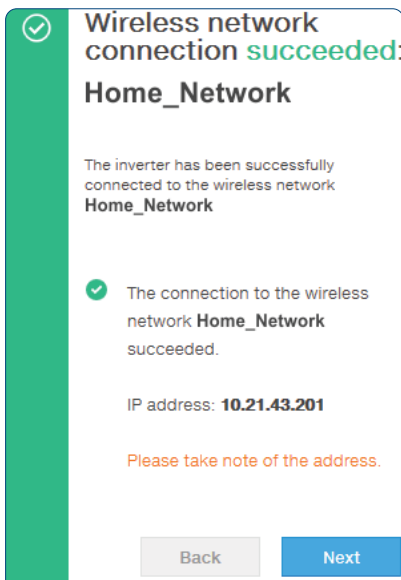 Wireless network
connection succeeded:
Home_Network
The inverter has been successfully
connected to the wireless network
Home_Network
The connection to the wireless
network Home_Network
succeeded.
IP address: 10.21.43.201
Please take note of the address.
Back
Next